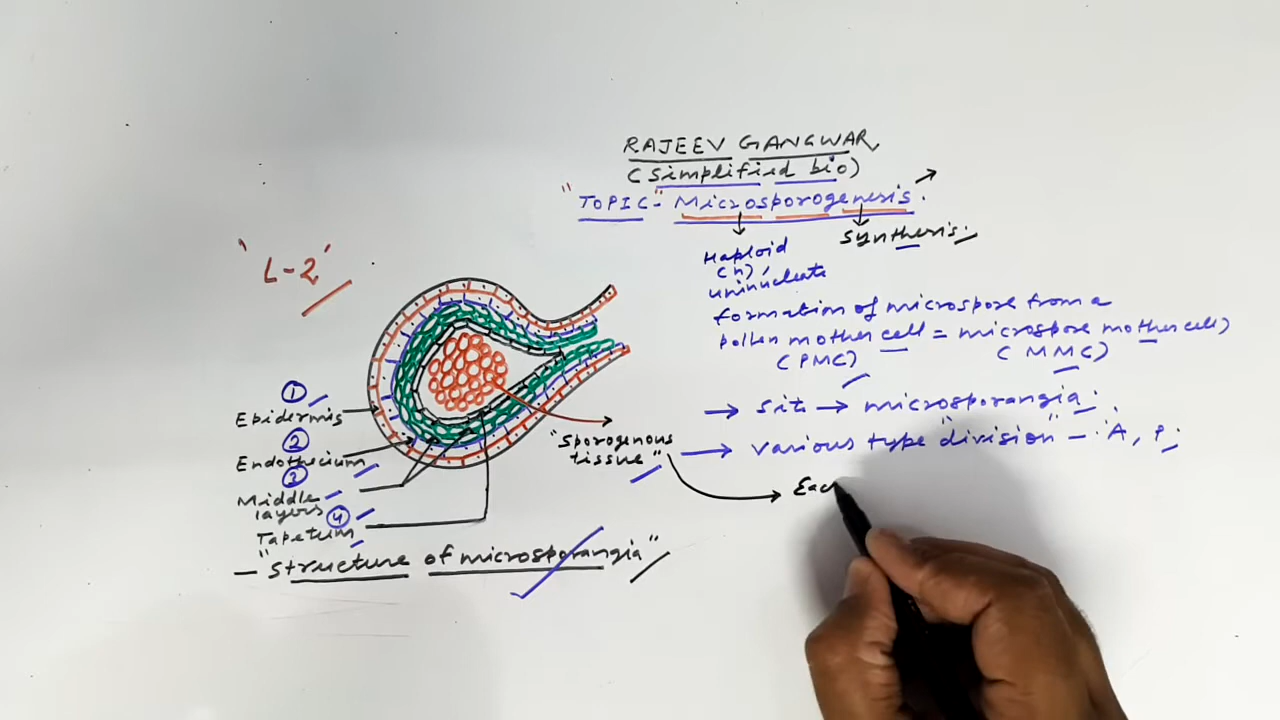 RAJEEV GANGWAR
(Simplified bio)
"TOPIC"- Microsporogenesis.
Haploid
(n),
uninucleate
Synthesis.
formation of microspore from a
pollen mother cell = microspore mother cell)
(PMC)
(MMC)
→ Site → microsporangia.
→ various type "division" - 'A, P;
Eac
'L-2'
①
Epidermis
②
Endothecium
③
Middle
layers
④
Tapetum
"Sporogenous
tissue"
- "Structure of microsporangia"